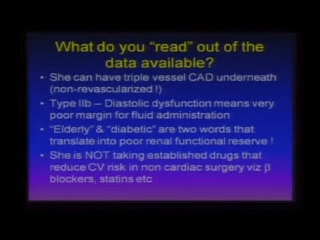 What do you “read” out of the
data available?
• She can have triple vessel CAD underneath
(non-revascularized !)
• Type IIb – Diastolic dysfunction means very
poor margin for fluid administration
• “Elderly” & “diabetic” are two words that
translate into poor renal functional reserve !
• She is NOT taking established drugs that
reduce CV risk in non cardiac surgery viz β
blockers, statins etc